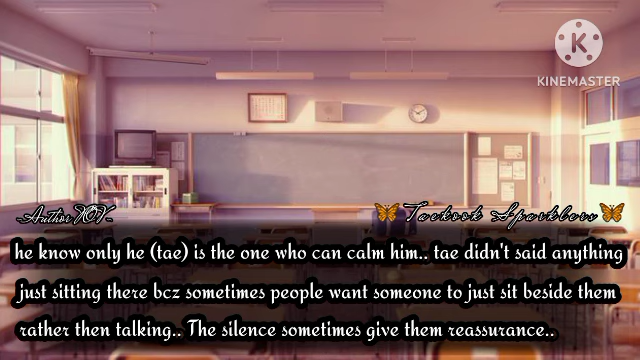 KINEMASTER
-Author POV-
🦋 Taekook Sparklers 🦋
he know only he (tae) is the one who can calm him.. tae didn't said anything
just sitting there bcz sometimes people want someone to just sit beside them
rather then talking.. The silence sometimes give them reassurance..